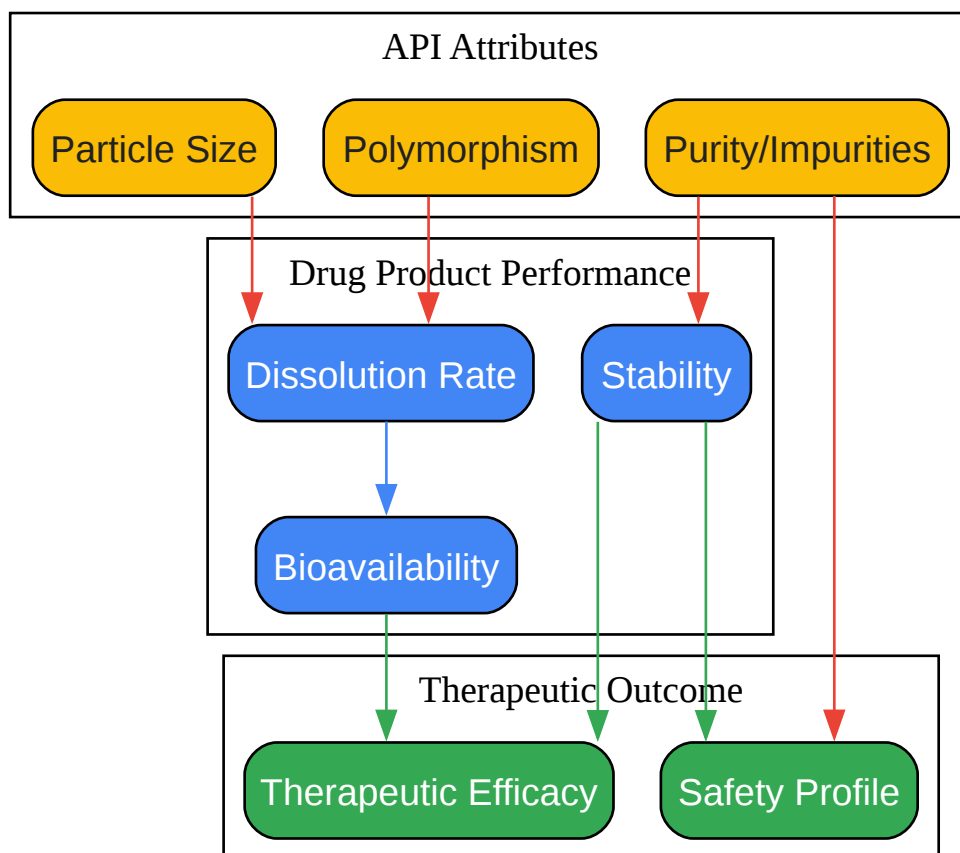 API Attributes
Particle Size
Polymorphism
Purity/Impurities
Drug Product Performance
Dissolution Rate
Stability
Bioavailability
Therapeutic Outcome
Therapeutic Efficacy
Safety Profile